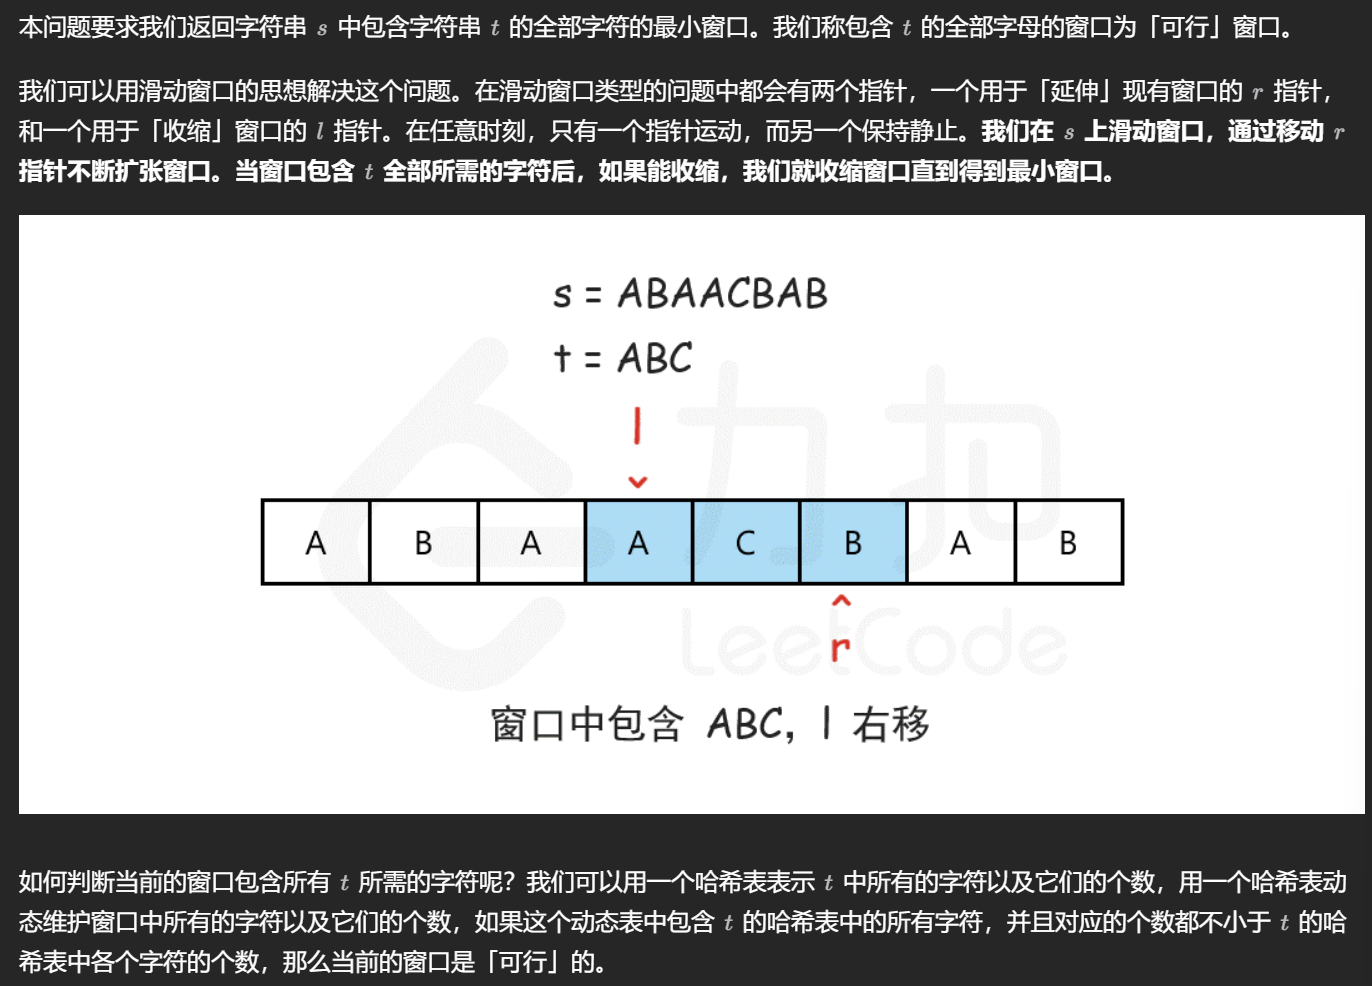 本问题要求我们返回字符串 s 中包含字符串 t 的全部字符的最小窗口。我们称包含 t 的全部字母的窗口为「可行」窗口。
我们可以用滑动窗口的思想解决这个问题。在滑动窗口类型的问题中都会有两个指针，一个用于「延伸」现有窗口的 r 指针，
和一个用于「收缩」窗口的 l 指针。在任意时刻，只有一个指针运动，而另一个保持静止。我们在 s 上滑动窗口，通过移动 r
指针不断扩张窗口。当窗口包含 t 全部所需的字符后，如果能收缩，我们就收缩窗口直到得到最小窗口。
s = ABAACBAB
t = ABC
l
A B A A C B A B
r
力扣
LeetCode
窗口中包含 ABC，l 右移
如何判断当前的窗口包含所有 t 所需的字符呢？我们可以用一个哈希表表示 t 中所有的字符以及它们的个数，用一个哈希表动
态维护窗口中所有的字符以及它们的个数，如果这个动态表中包含 t 的哈希表中的所有字符，并且对应的个数都不小于 t 的哈
希表中各个字符的个数，那么当前的窗口是「可行」的。